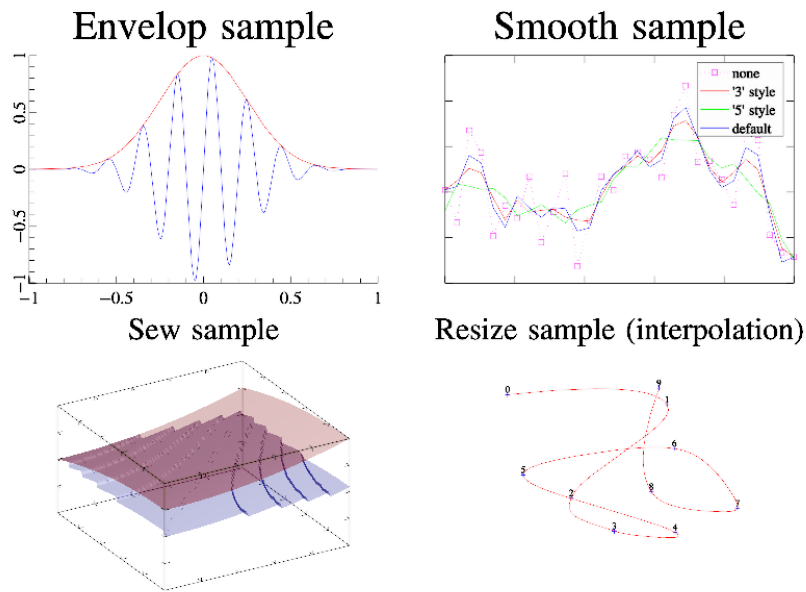 Envelop sample
1
0.5
0
−0.5
−1
−1
−0.5
0
0.5
1
Smooth sample
none
'3' style
'5' style
default
Sew sample
Resize sample (interpolation)
0
9
1
6
5
8
2
7
3
4